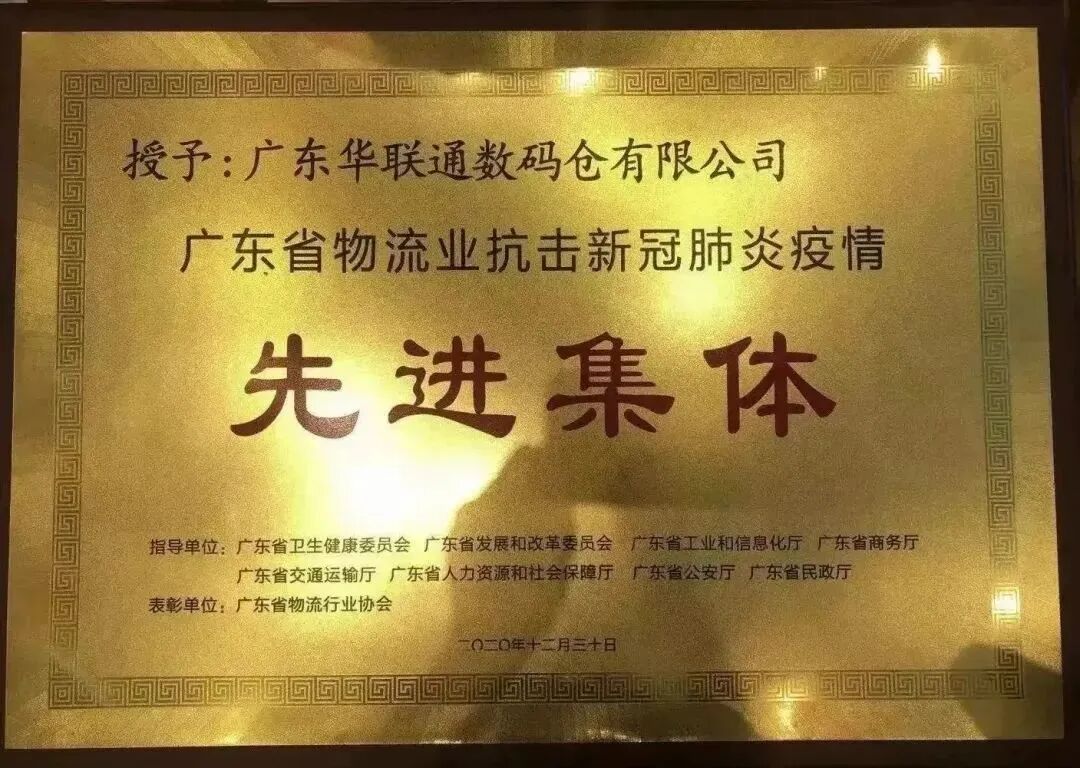 授予:广东华联通数码仓有限公司
广东省物流业抗击新冠肺炎疫情
先进集体
指导单位:广东省卫生健康委员会 广东省发展和改革委员会 广东省工业和信息化厅 广东省商务厅
广东省交通运输厅 广东省人力资源和社会保障厅 广东省公安厅 广东省民政厅
表彰单位:广东省物流行业协会
二〇二〇年十二月三十日